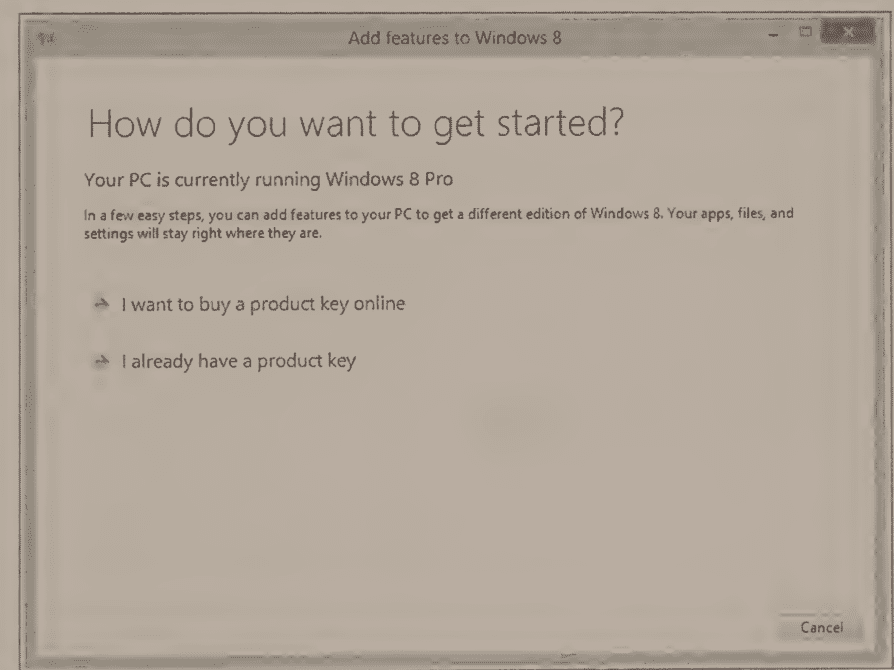 Add features to Windows 8
How do you want to get started?
Your PC is currently running Windows 8 Pro
In a few easy steps, you can add features to your PC to get a different edition of Windows 8. Your apps, files, and
settings will stay right where they are.
I want to buy a product key online
I already have a product key
Cancel